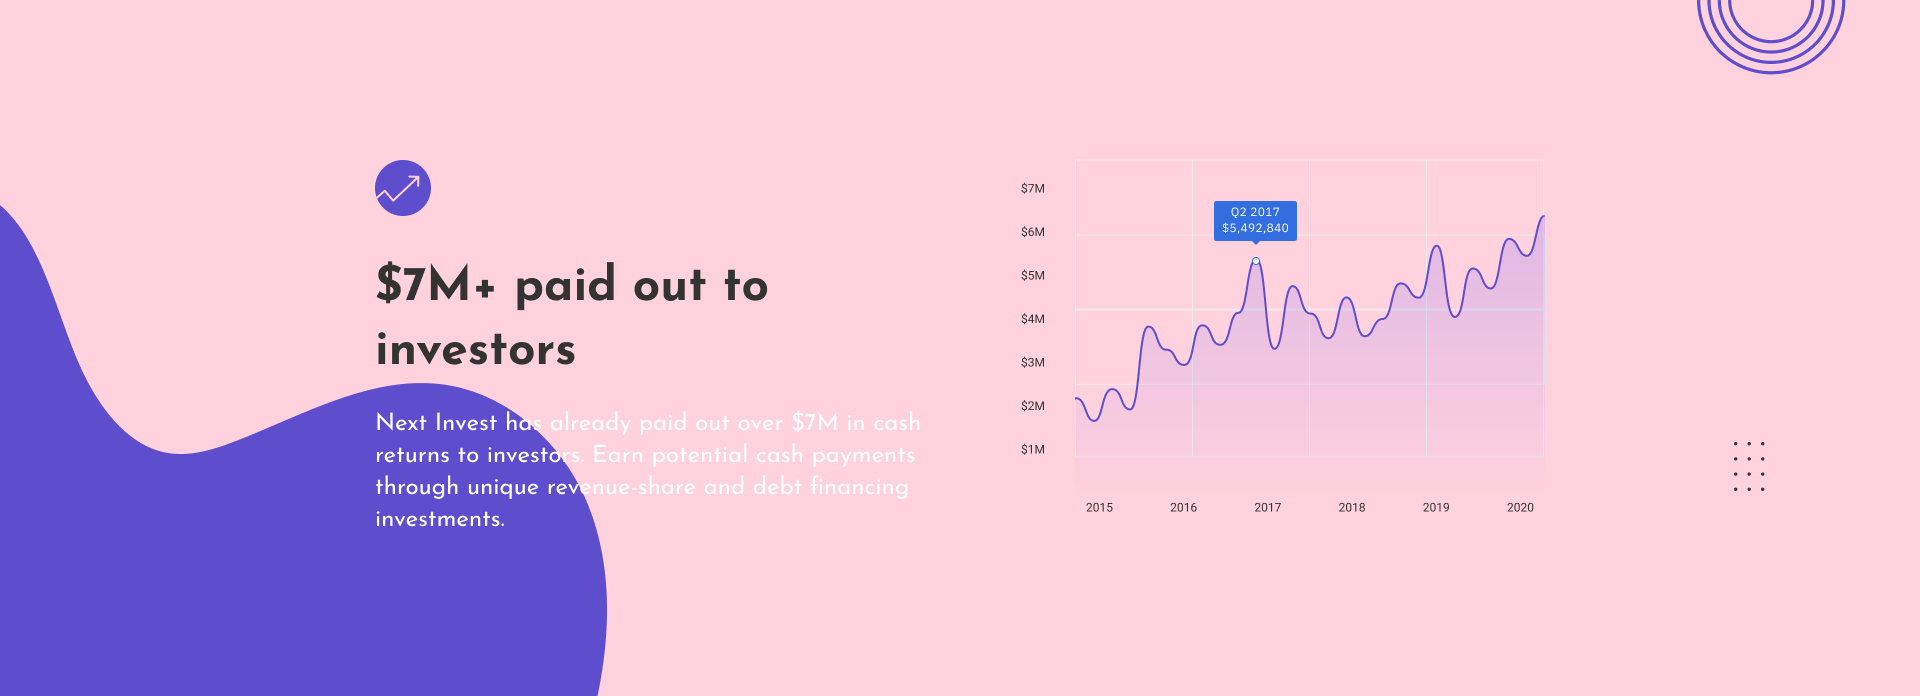 $7M+ paid out to
investors
Next Invest has already paid out over $7M in cash
returns to investors. Earn potential cash payments
through unique revenue-share and debt financing
investments.
$7M
$6M
$5M
$4M
$3M
$2M
$1M
Q2 2017
$5,492,840
2015 2016 2017 2018 2019 2020